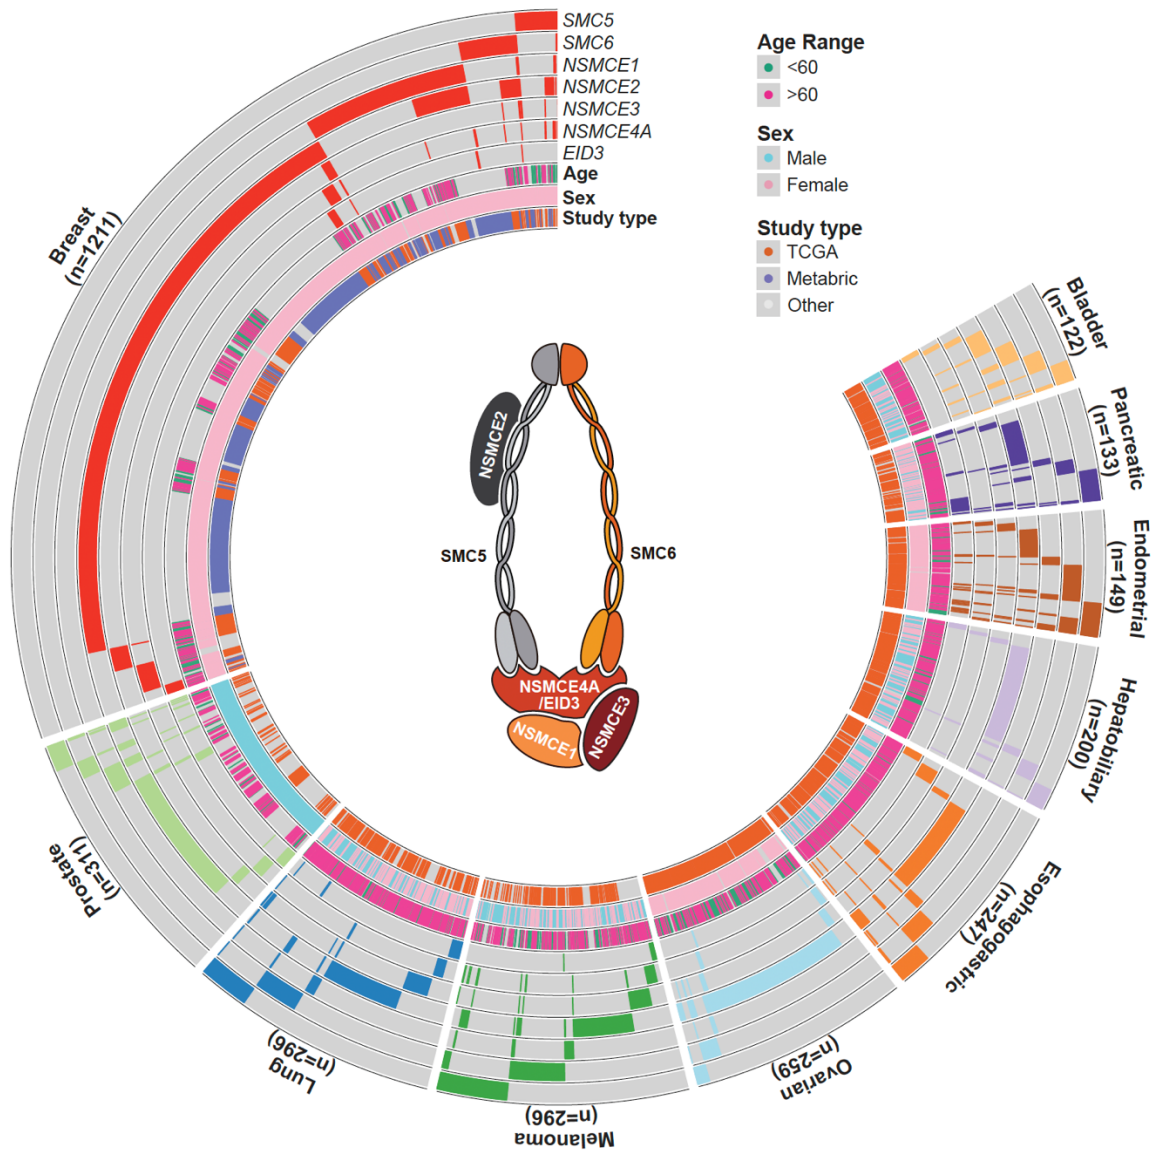 SMC5
SMC6
NSMCE1
NSMCE2
NSMCE3
NSMCE4A
EID3
Age
Sex
Study type
Age Range
<60
>60
Sex
Male
Female
Study type
TCGA
Metabric
Other
Breast
(n=1211)
Bladder
(n=122)
Pancreatic
(n=133)
Endometrial
(n=149)
Hepatobiliary
(n=200)
Esophagogastric
(n=247)
Ovarian
(n=259)
Melanoma
(n=296)
Lung
(n=296)
Prostate
(n=311)
NSMCE2
SMC5
SMC6
NSMCE4A
/EID3
NSMCE1
NSMCE3